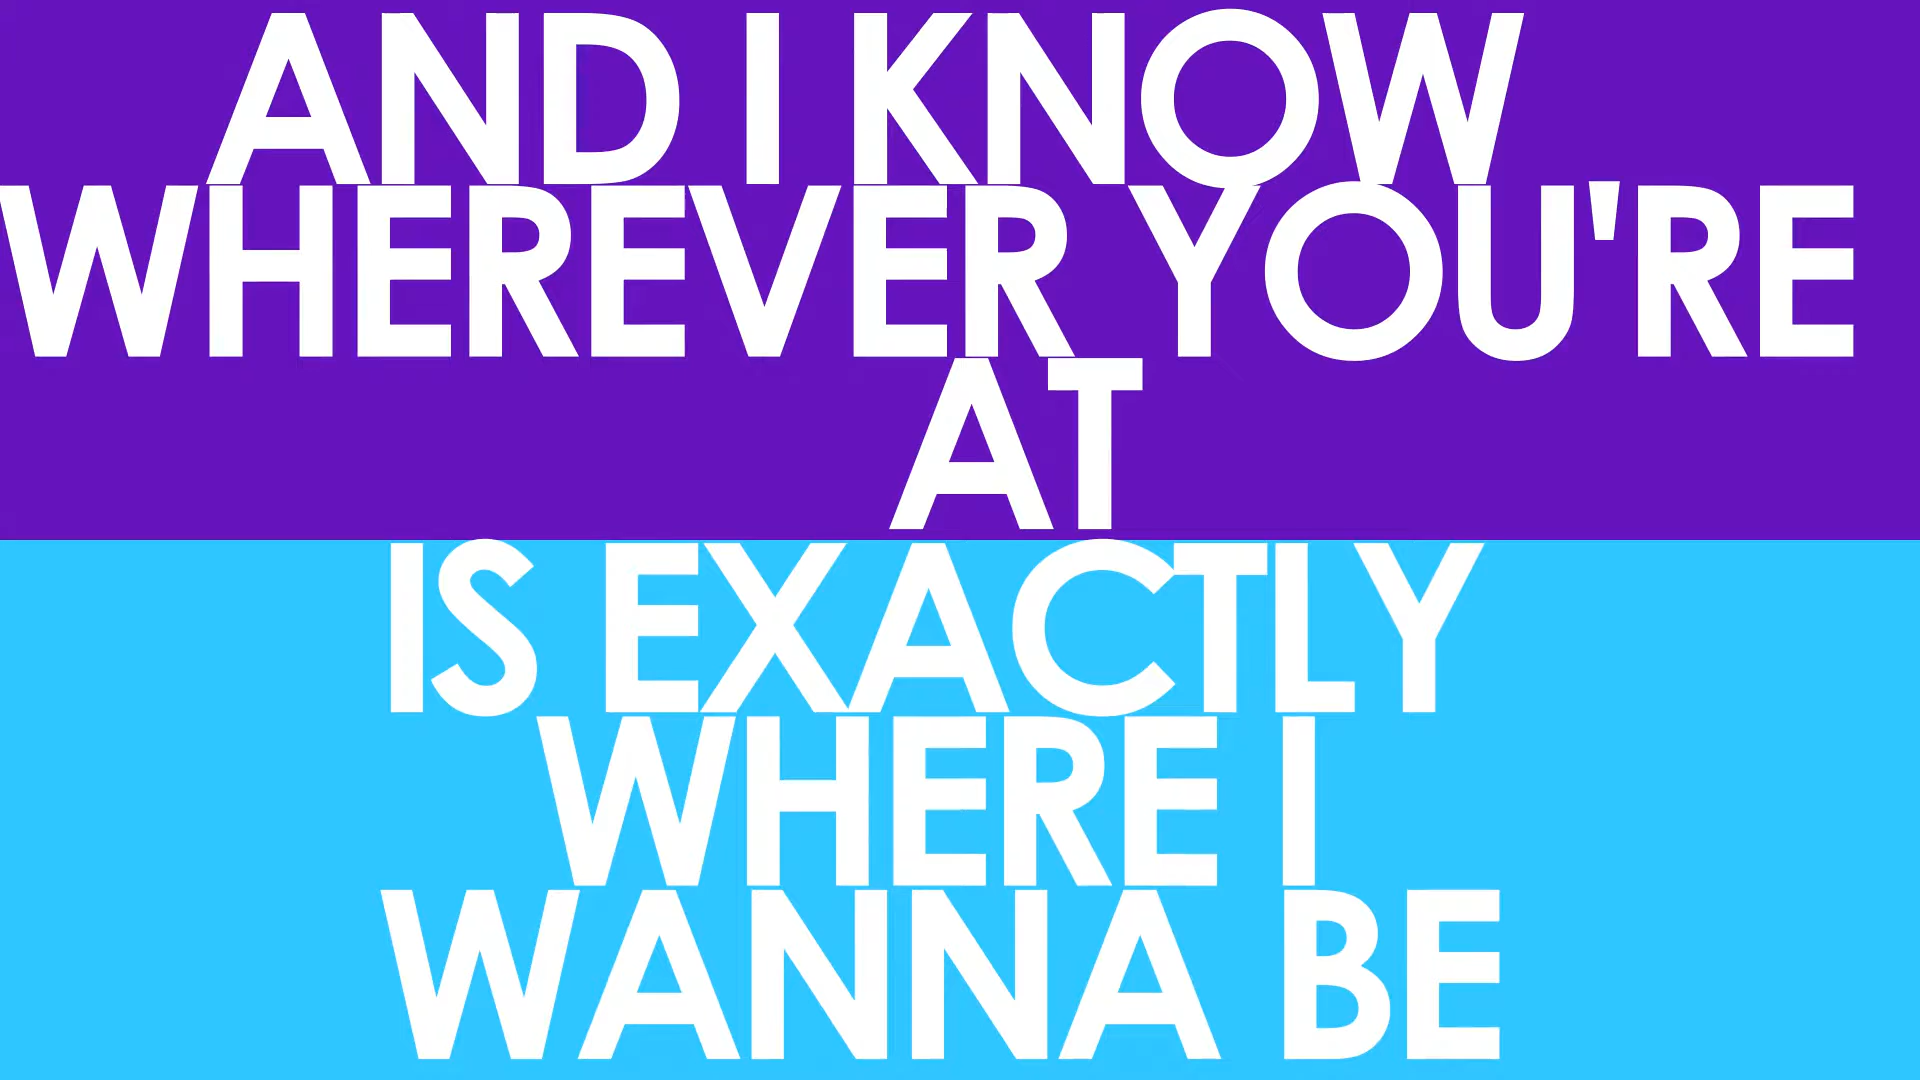 AND I KNOW
WHEREVER YOU'RE
AT
IS EXACTLY
WHERE I
WANNA BE